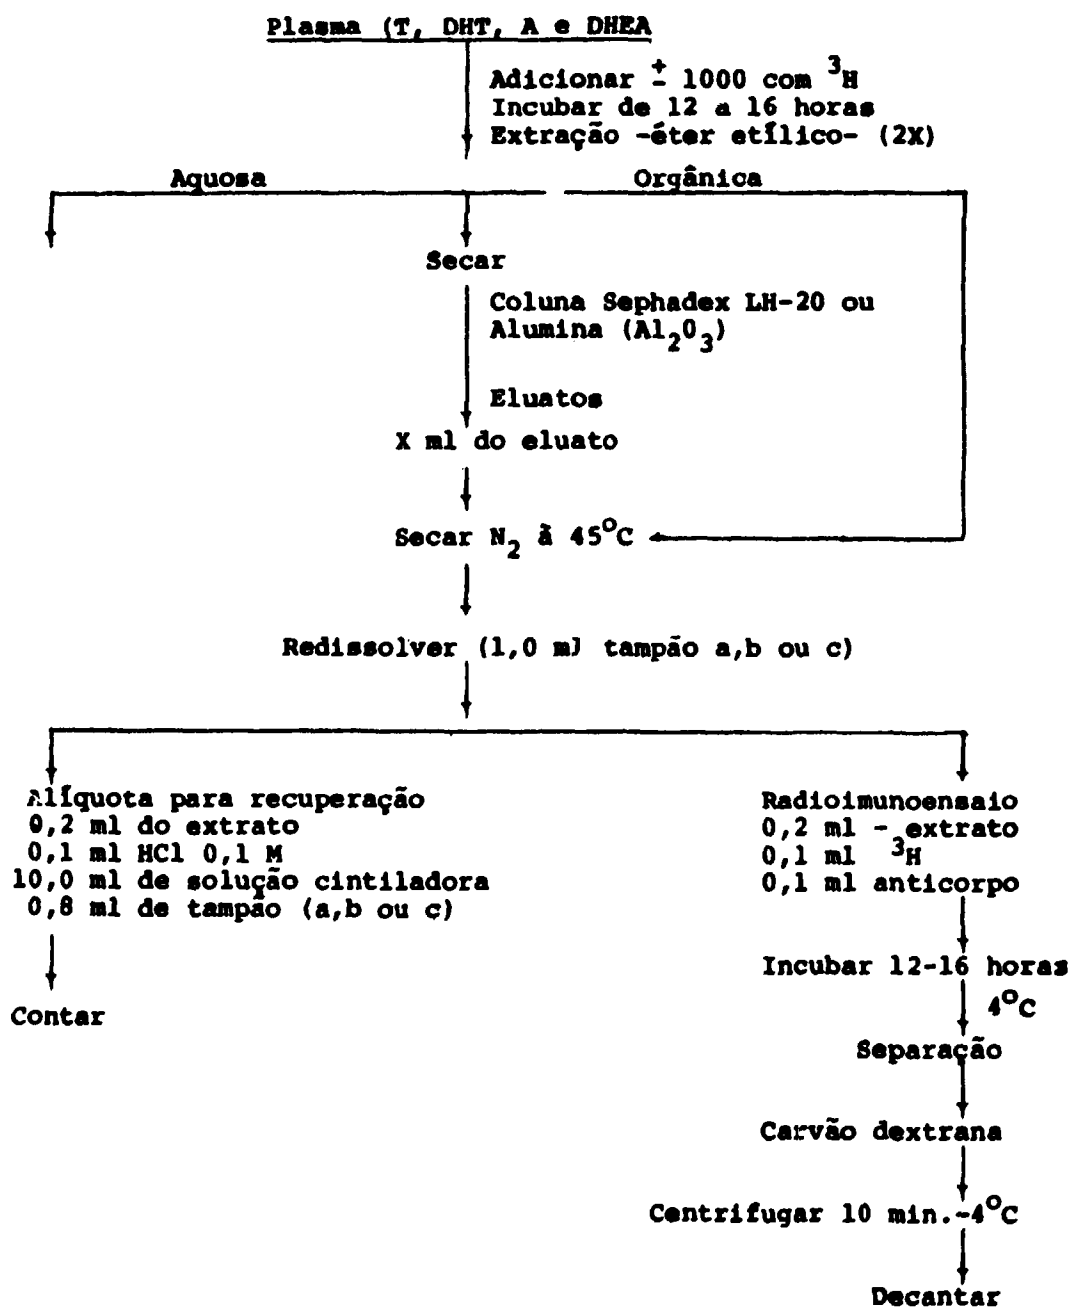 Plasma (T, DHT, A e DHEA
Adicionar ± 1000 com ³H
Incubar de 12 a 16 horas
Extração -éter etílico- (2X)
Aquosa
Orgânica
Secar
Coluna Sephadex LH-20 ou
Alumina (Al₂O₃)
Eluatos
X ml do eluato
Secar N₂ à 45°C
Redissolver (1,0 ml tampão a,b ou c)
Alíquota para recuperação
0,2 ml do extrato
0,1 ml HCl 0,1 M
10,0 ml de solução cintiladora
0,8 ml de tampão (a,b ou c)
Contar
Radioimunoensaio
0,2 ml - extrato
0,1 ml ³H
0,1 ml anticorpo
Incubar 12-16 horas
4°C
Separação
Carvão dextrana
Centrifugar 10 min.-4°C
Decantar